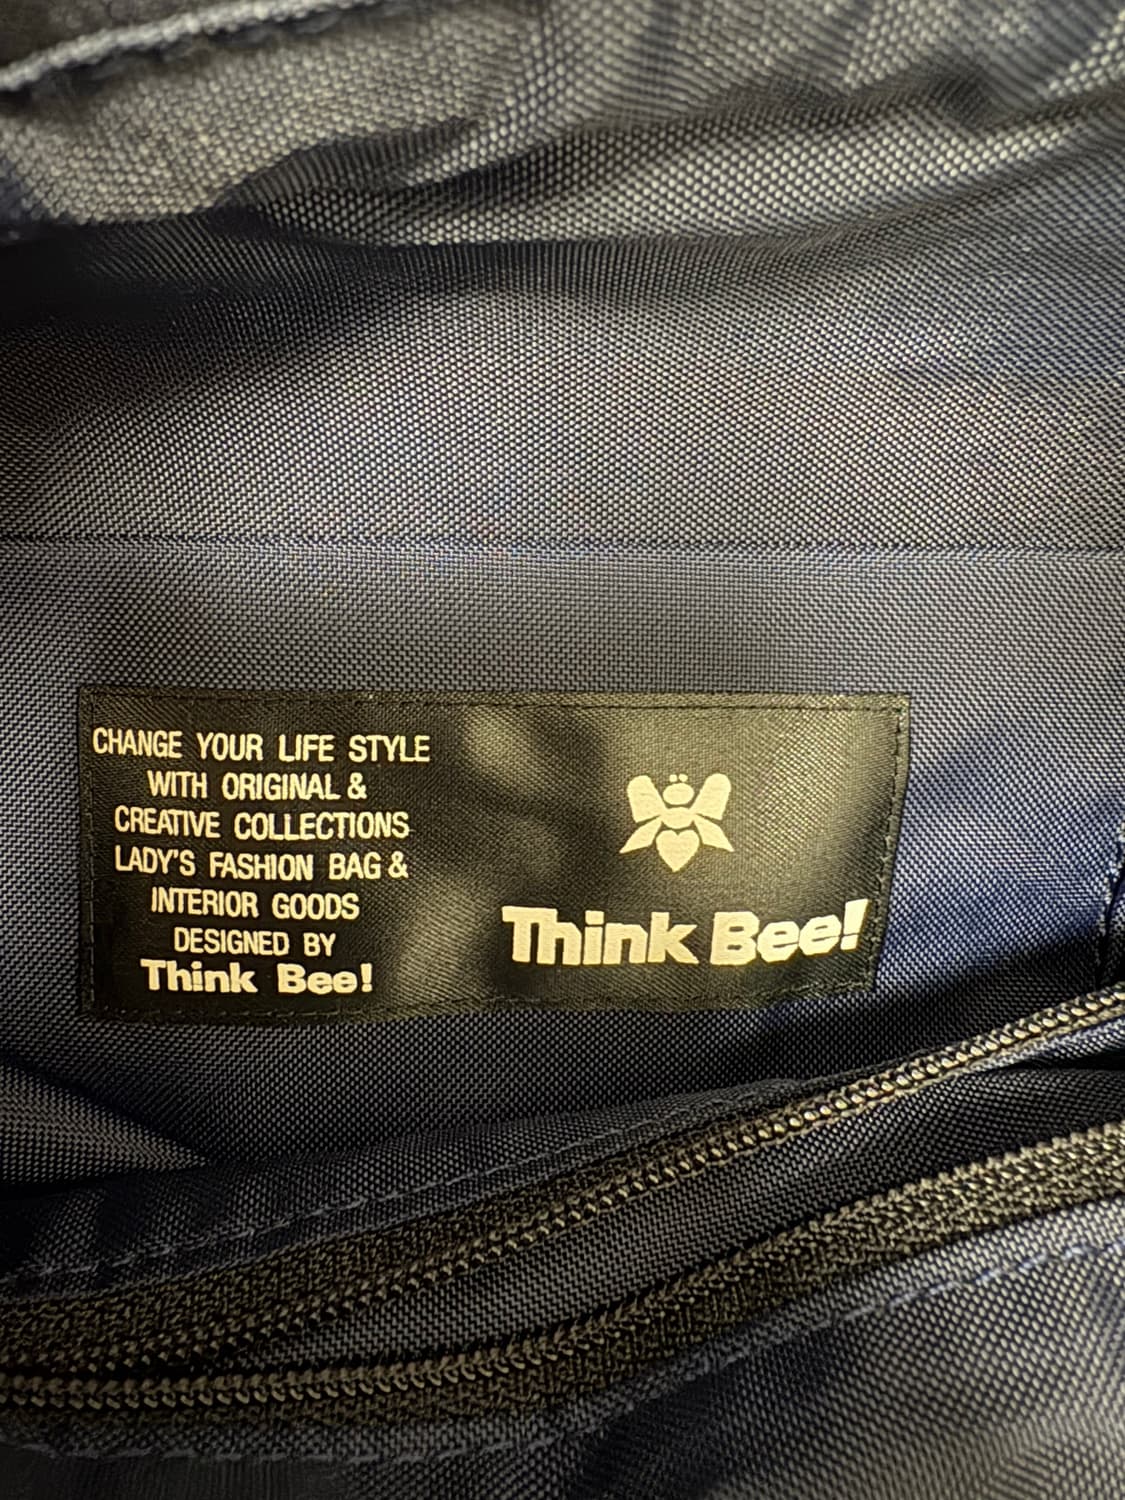 CHANGE YOUR LIFE STYLE
WITH ORIGINAL &
CREATIVE COLLECTIONS
LADY'S FASHION BAG &
INTERIOR GOODS
DESIGNED BY
Think Bee!
Think Bee!